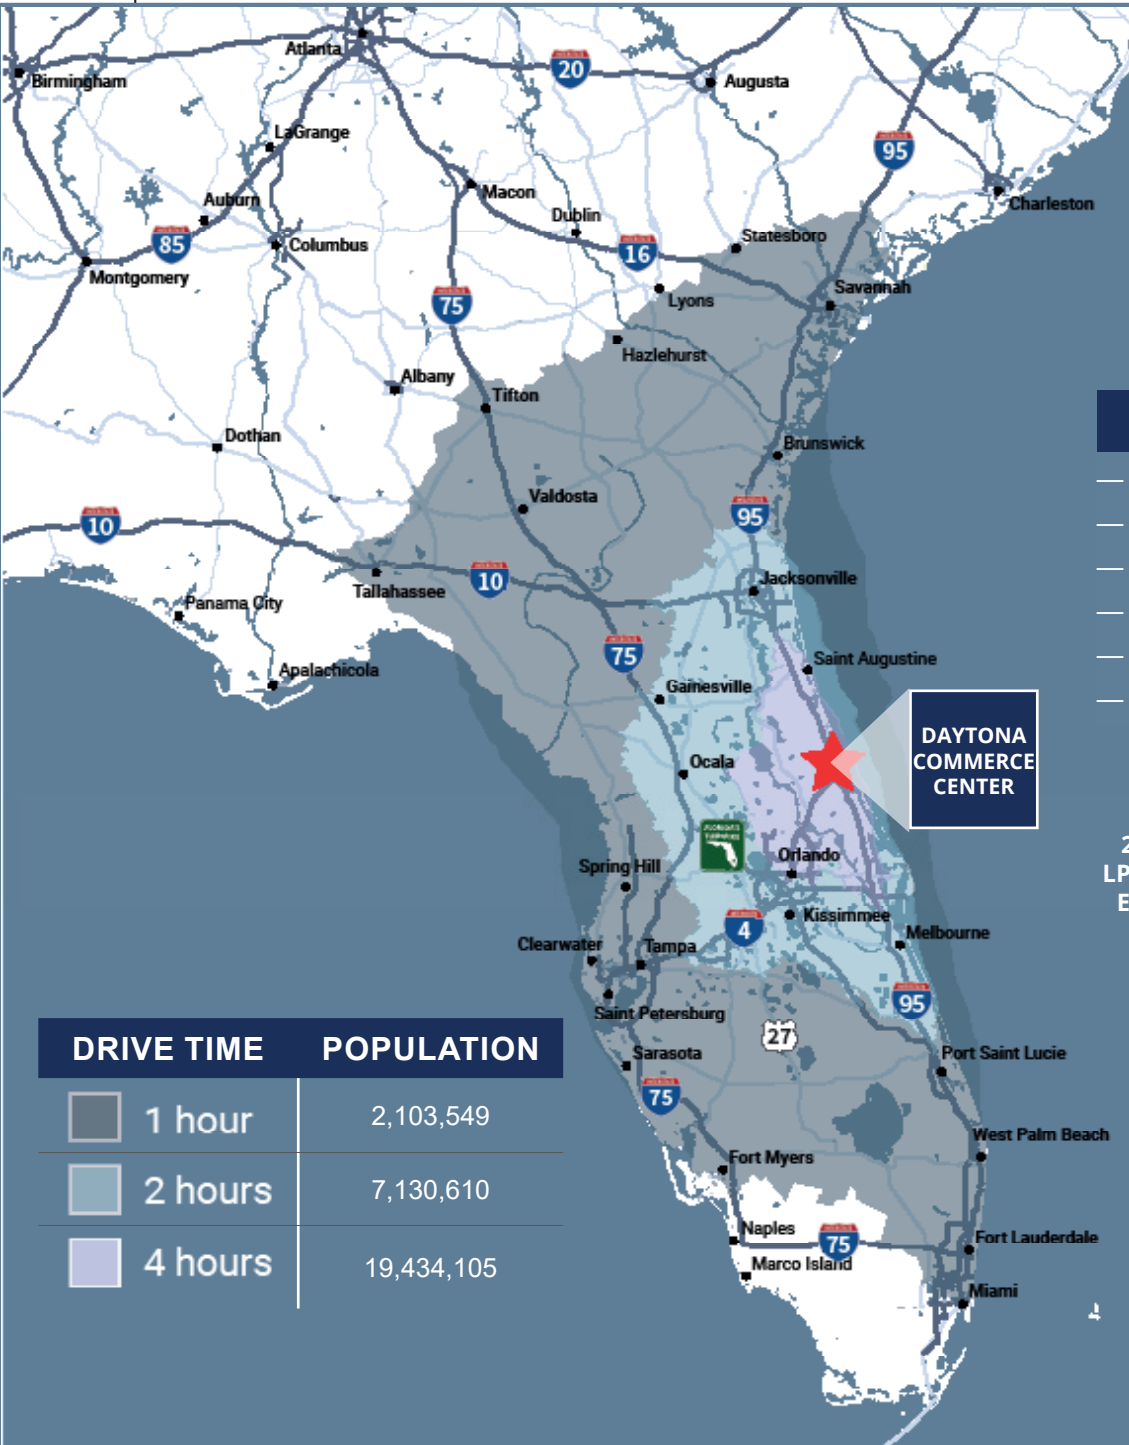 Atlanta
20
Birmingham
Augusta
LaGrange
95
Macon
Auburn
Charleston
Dublin
85
Columbus
16
Statesboro
Montgomery
75
Lyons
Savannah
Hazlehurst
Albany
Tifton
Dothan
Brunswick
Valdosta
10
95
Tallahassee
10
Jacksonville
Panama City
75
Saint Augustine
Apalachicola
Gainesville
DAYTONA
COMMERCE
CENTER
Ocala
Orlando
Spring Hill
2
LP
E
Kissimmee
4
Melbourne
Clearwater
Tampa
95
Saint Petersburg
27
Sarasota
Port Saint Lucie
75
West Palm Beach
Fort Myers
Naples
75
Fort Lauderdale
Marco Island
Miami
DRIVE TIME POPULATION
1 hour 2,103,549
2 hours 7,130,610
4 hours 19,434,105